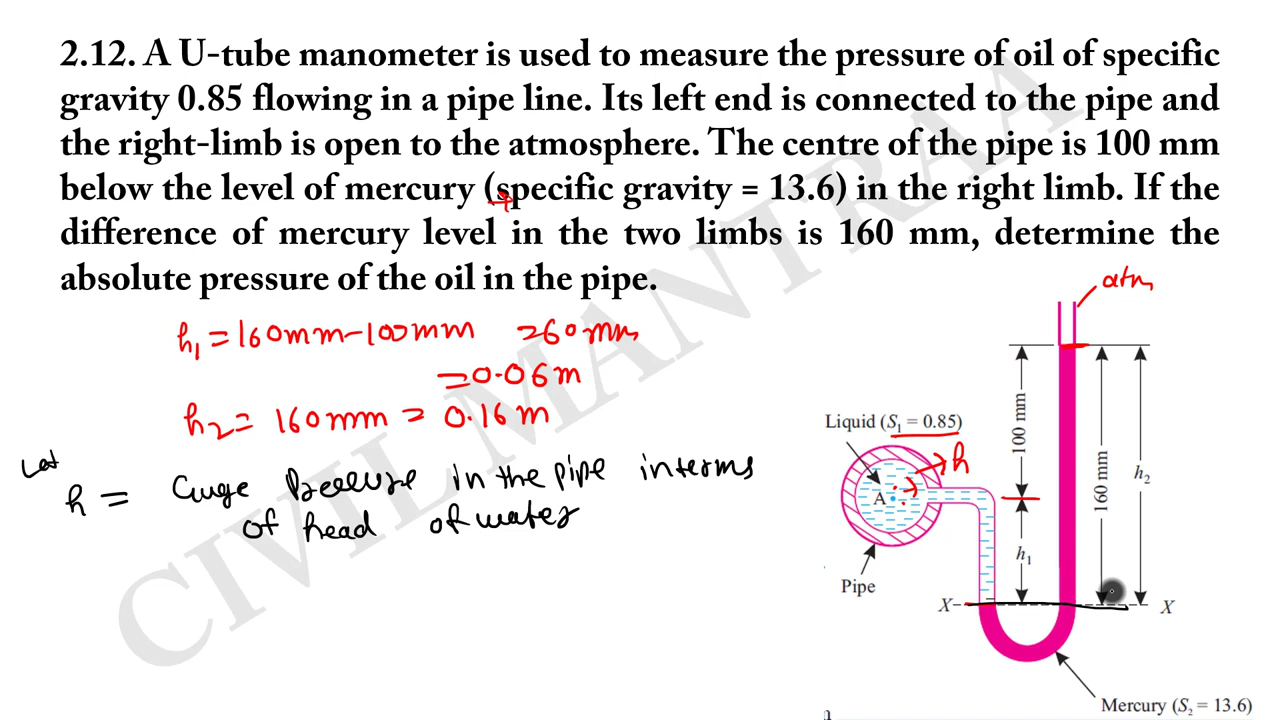 2.12. A U-tube manometer is used to measure the pressure of oil of specific
gravity 0.85 flowing in a pipe line. Its left end is connected to the pipe and
the right-limb is open to the atmosphere. The centre of the pipe is 100 mm
below the level of mercury (specific gravity = 13.6) in the right limb. If the
difference of mercury level in the two limbs is 160 mm, determine the
absolute pressure of the oil in the pipe.
h₁ = 160mm-100mm = 60mm
= 0.06m
h₂ = 160mm = 0.16m
Let
h =
in the pipe interms
of head of water
atm
Liquid (S₁ = 0.85)
h
A
Pipe
100 mm
h₁
160 mm
h₂
X
X
Mercury (S₂ = 13.6)
CIVILMANTRAA